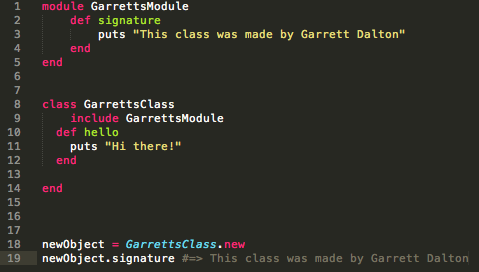 1 module GarrettsModule
2     def signature
3         puts "This class was made by Garrett Dalton"
4     end
5 end
6
7
8 class GarrettsClass
9     include GarrettsModule
10   def hello
11     puts "Hi there!"
12   end
13
14 end
15
16
17
18 newObject = GarrettsClass.new
19 newObject.signature #=> This class was made by Garrett Dalton